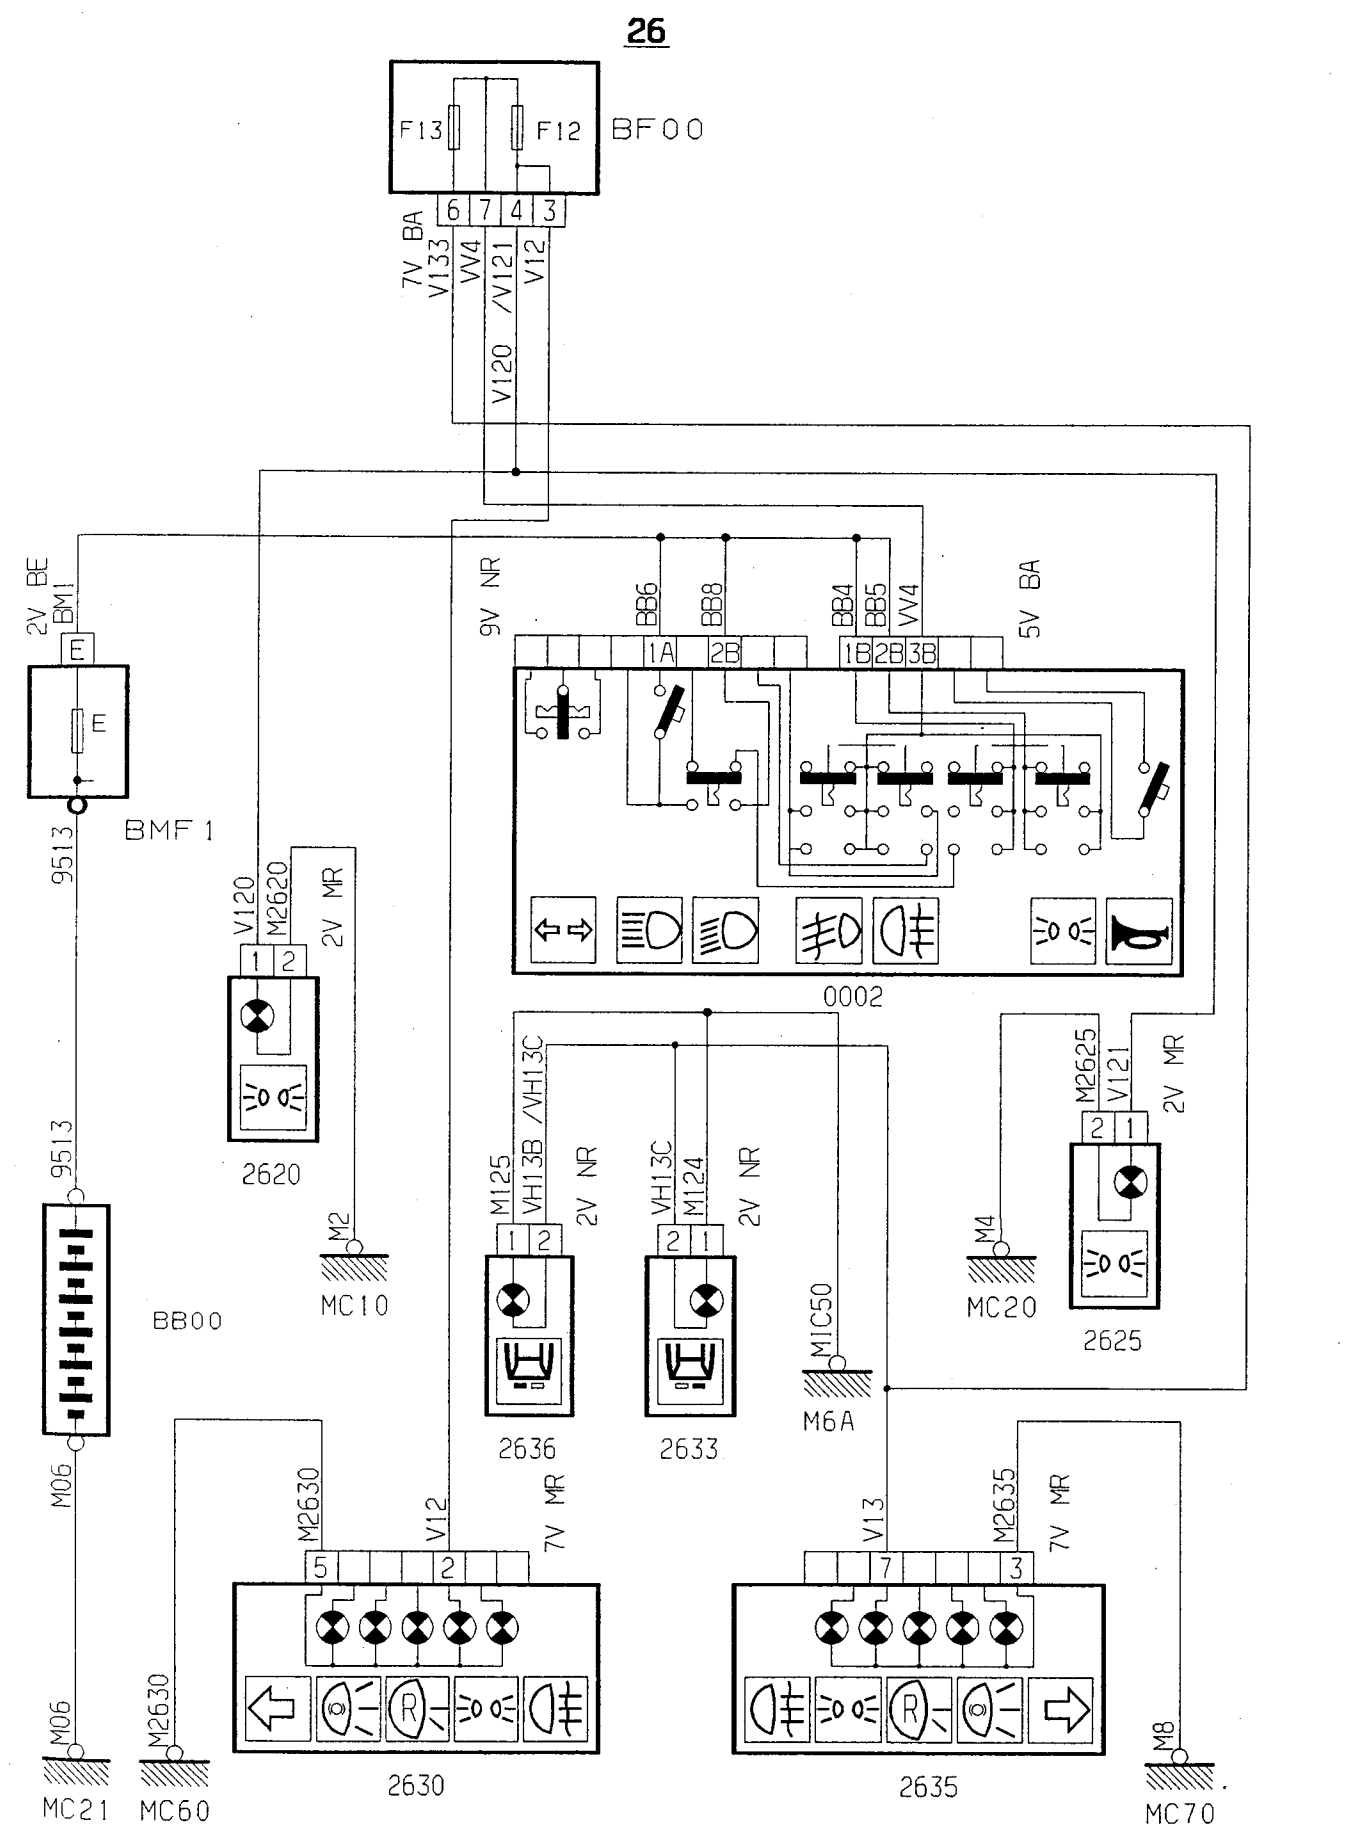 26
F13
F12
BF00
6 7 4 3
7V BA
V133
VV4
V120 /V121
V12
2V BE
BM1
E
E
BMF1
9513
9V NR
BB6
BB8
BB4
BB5
VV4
5V BA
1A
2B
1B 2B 3B
0002
V120
M2620
2V MR
1 2
2620
M2
MC10
9513
BB00
M06
M06
MC21
M125
VH13B /VH13C
2V NR
1 2
2636
VH13C
M124
2V NR
2 1
2633
M1C50
M6A
M2625
V121
2V MR
2 1
2625
M4
MC20
M2630
V12
7V MR
5 2
R
2630
M2630
MC60
V13
M2635
7V MR
7 3
R
2635
M8
MC70